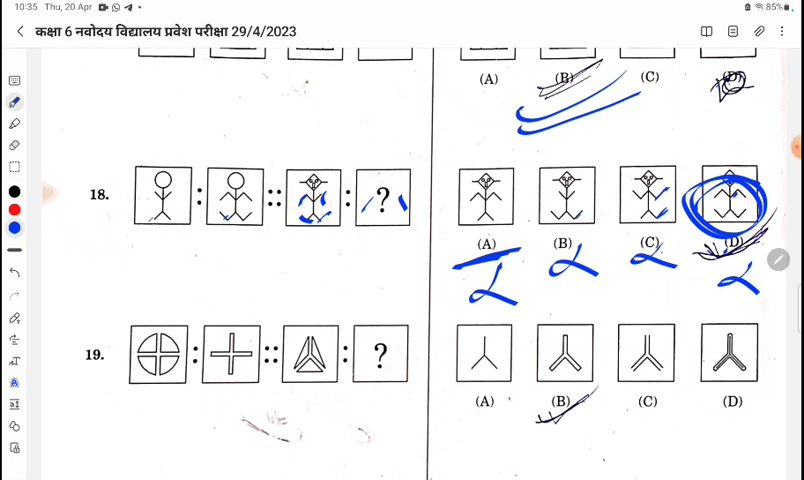 10:35 Thu, 20 Apr
85%
कक्षा 6 नवोदय विद्यालय प्रवेश परीक्षा 29/4/2023
(A) (B) (C) (D)
18. : :: : ?
(A) (B) (C) (D)
19. : :: : ?
(A) (B) (C) (D)